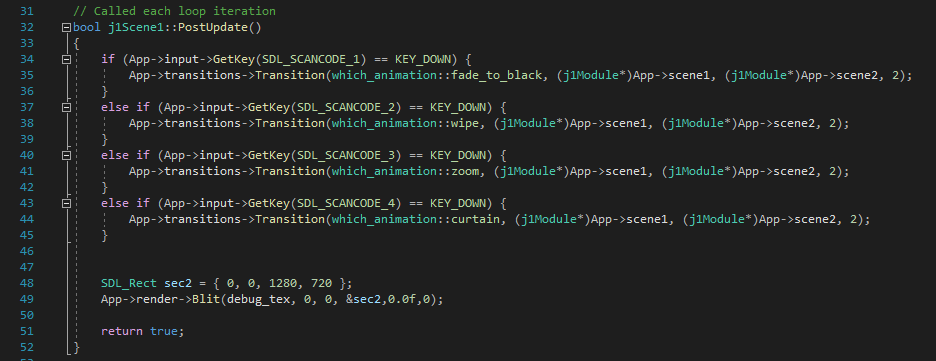 31 // Called each loop iteration
32 bool j1Scene1::PostUpdate()
33 {
34 if (App->input->GetKey(SDL_SCANCODE_1) == KEY_DOWN) {
35 App->transitions->Transition(which_animation::fade_to_black, (j1Module*)App->scene1, (j1Module*)App->scene2, 2);
36 }
37 else if (App->input->GetKey(SDL_SCANCODE_2) == KEY_DOWN) {
38 App->transitions->Transition(which_animation::wipe, (j1Module*)App->scene1, (j1Module*)App->scene2, 2);
39 }
40 else if (App->input->GetKey(SDL_SCANCODE_3) == KEY_DOWN) {
41 App->transitions->Transition(which_animation::zoom, (j1Module*)App->scene1, (j1Module*)App->scene2, 2);
42 }
43 else if (App->input->GetKey(SDL_SCANCODE_4) == KEY_DOWN) {
44 App->transitions->Transition(which_animation::curtain, (j1Module*)App->scene1, (j1Module*)App->scene2, 2);
45 }
46
47
48 SDL_Rect sec2 = { 0, 0, 1280, 720 };
49 App->render->Blit(debug_tex, 0, 0, &sec2,0.0f,0);
50
51 return true;
52 }